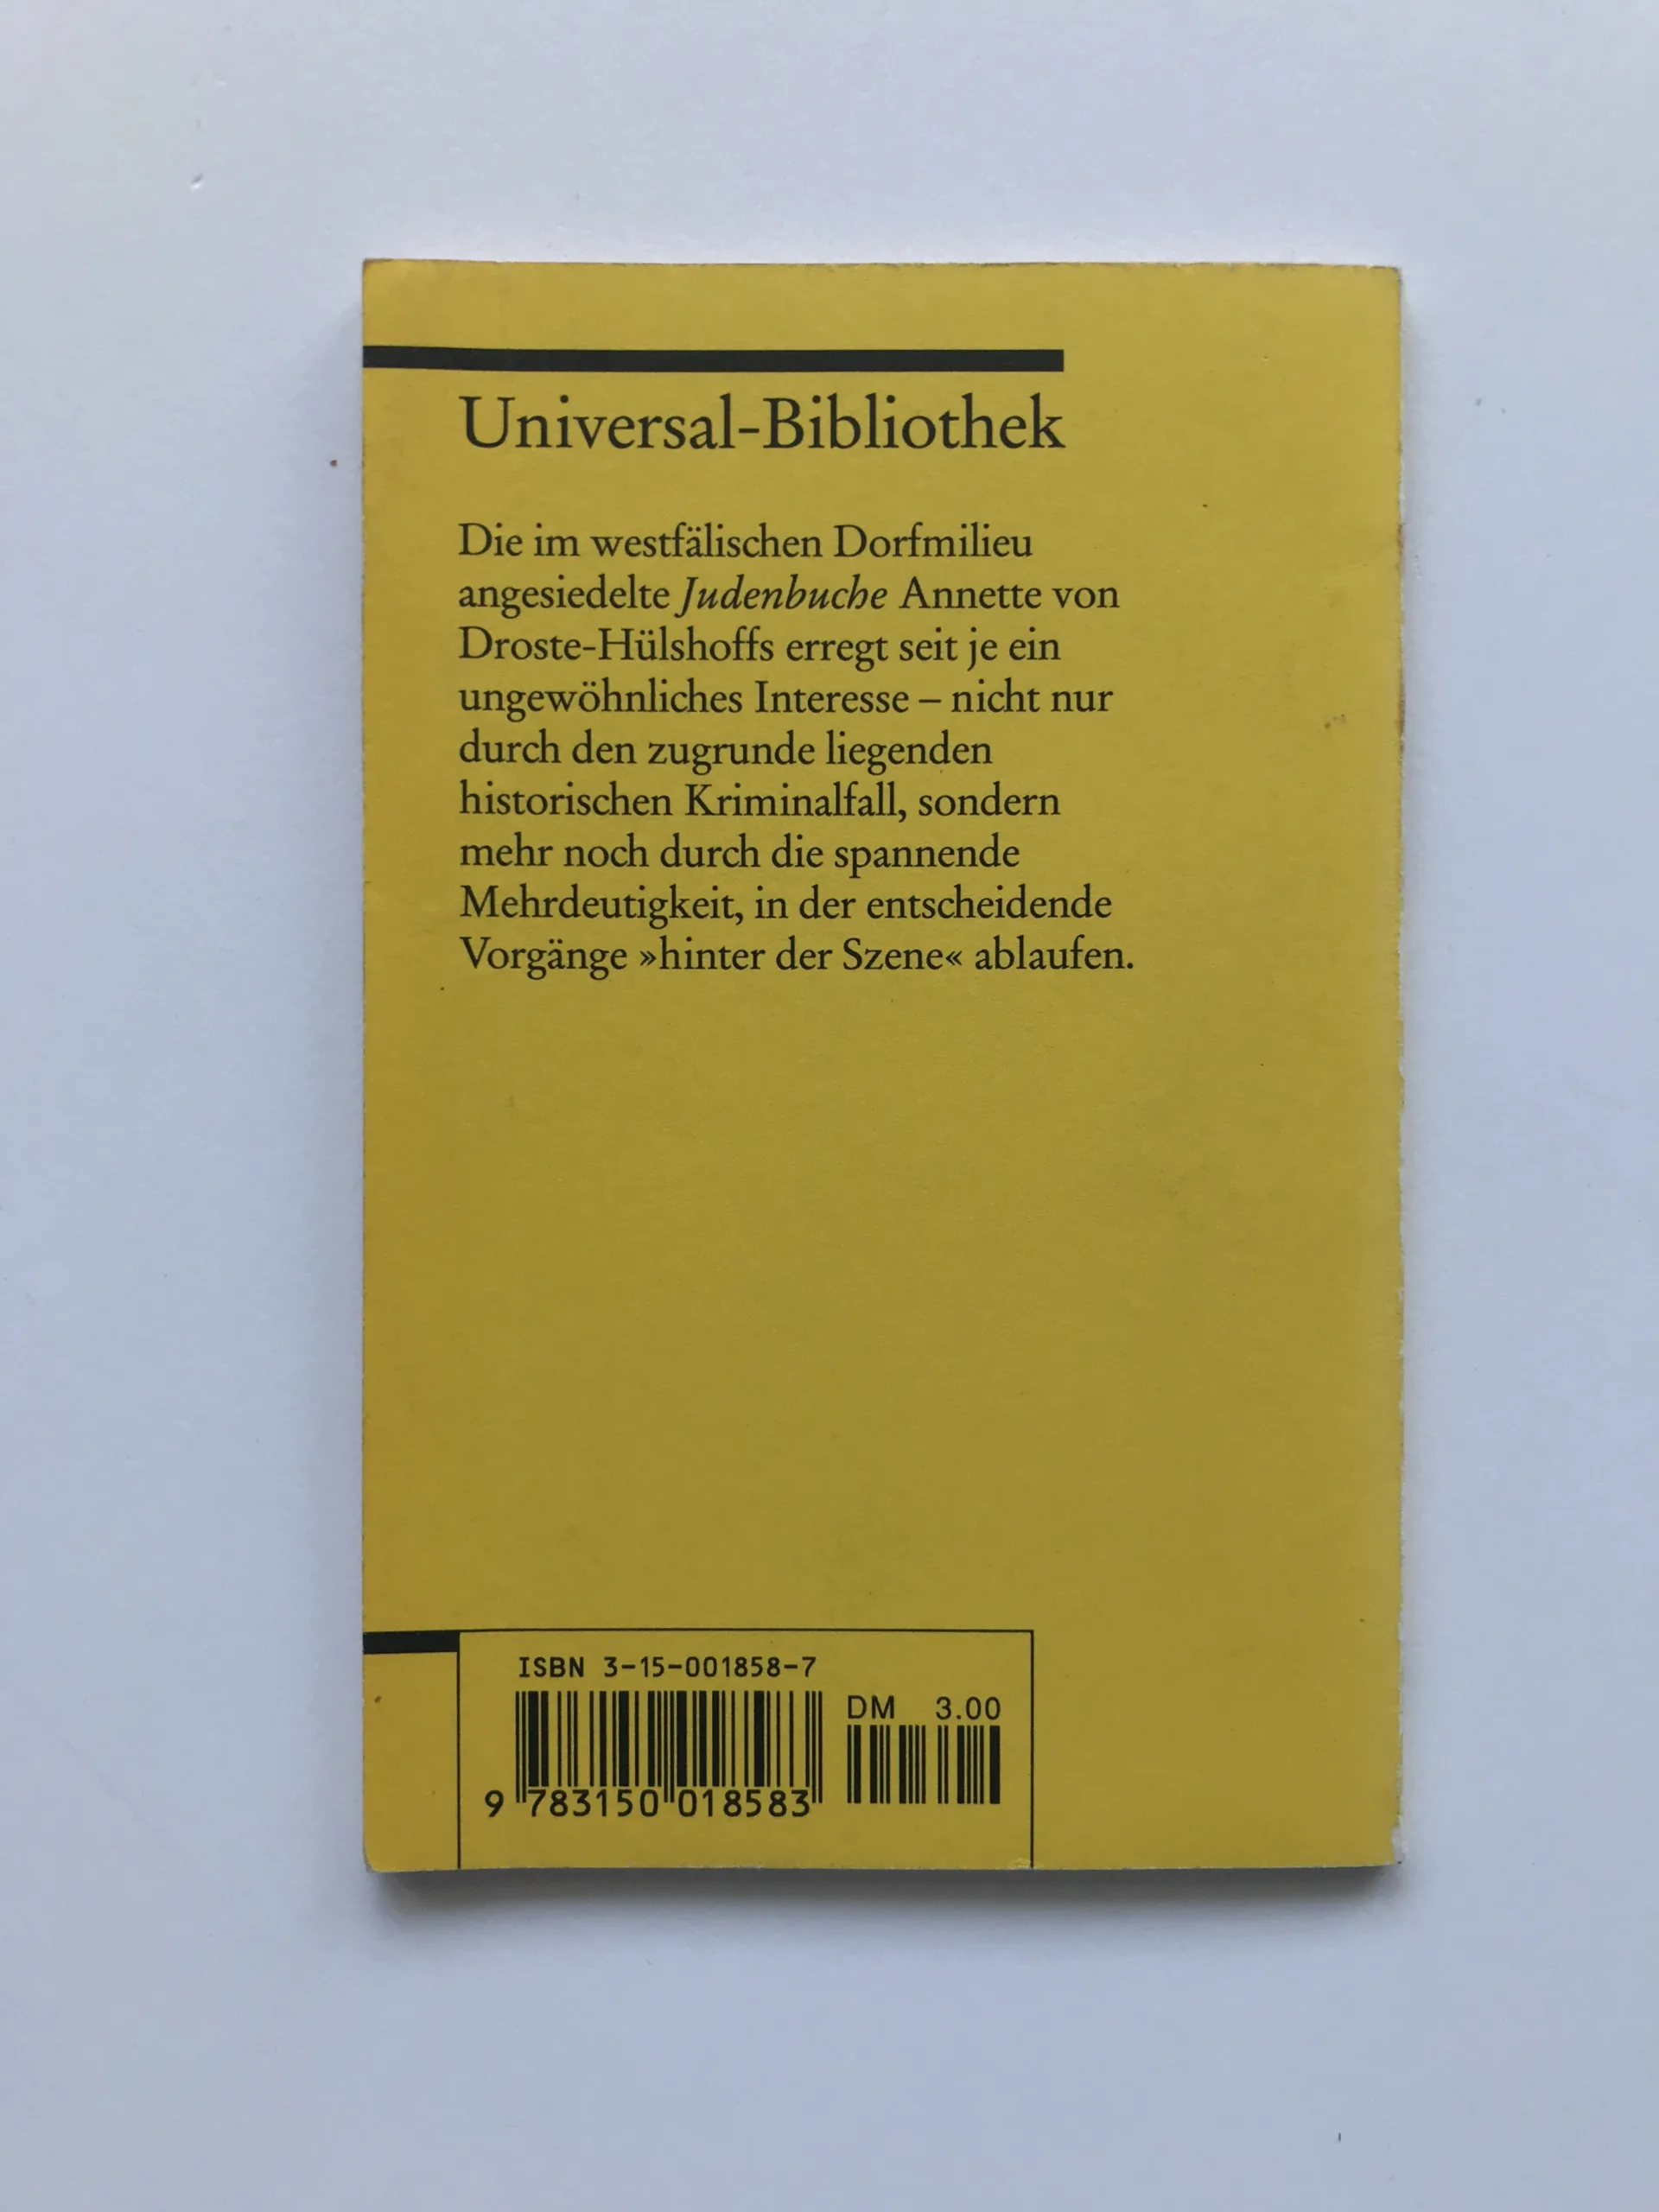 Universal-Bibliothek
Die im westfälischen Dorfmilieu
angesiedelte Judenbuche Annette von
Droste-Hülshoffs erregt seit je ein
ungewöhnliches Interesse – nicht nur
durch den zugrunde liegenden
historischen Kriminalfall, sondern
mehr noch durch die spannende
Mehrdeutigkeit, in der entscheidende
Vorgänge »hinter der Szene« ablaufen.
ISBN 3-15-001858-7
DM 3.00
9 783150 018583